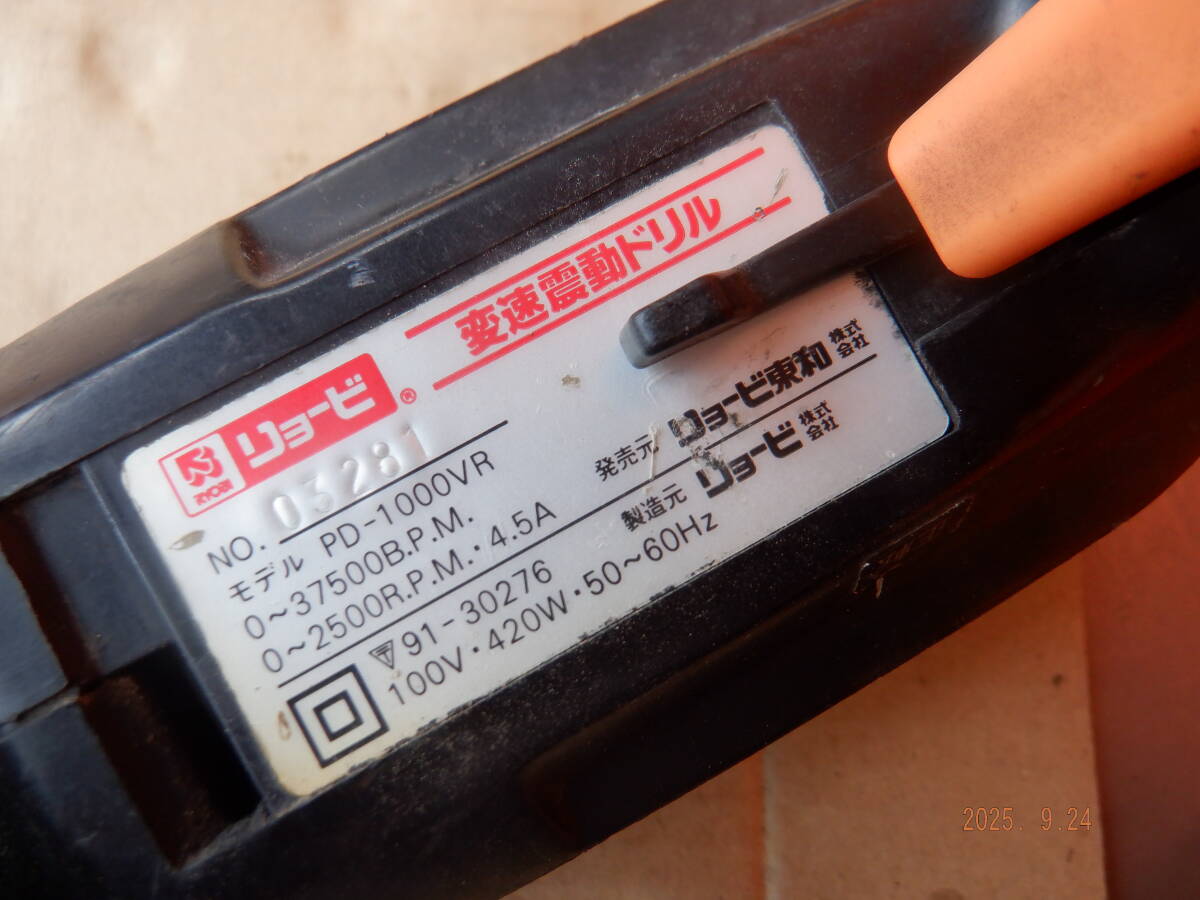 変速震動ドリル
RYOBI リョービ®
NO. 03281
モデル PD-1000VR
0~37500B.P.M.
0~2500R.P.M.・4.5A
発売元 リョービ東和株式会社
製造元 リョービ株式会社
91-30276
100V・420W・50~60Hz
2025. 9.24